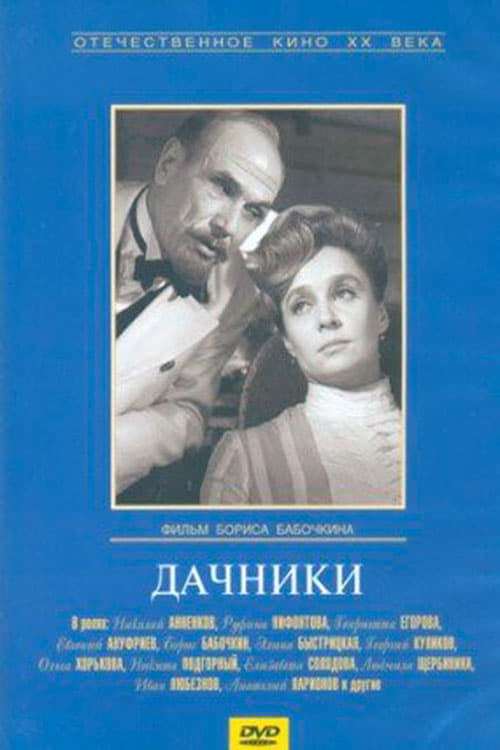 ОТЕЧЕСТВЕННОЕ КИНО XX ВЕКА
ФИЛЬМ БОРИСА БАБОЧКИНА
ДАЧНИКИ
В ролях: Николай АННЕНКОВ, Руфина НИФОНТОВА, Генриетта ЕГОРОВА,
Евгений АНУФРИЕВ, Борис БАБОЧКИН, Элина БЫСТРИЦКАЯ, Георгий КУЛИКОВ,
Ольга ХОРЬКОВА, Никита ПОДГОРНЫЙ, Елизавета СОЛОДОВА, Людмила ЩЕРБИНИНА,
Иван ЛЮБЕЗНОВ, Анатолий ЛАРИОНОВ и другие
DVD